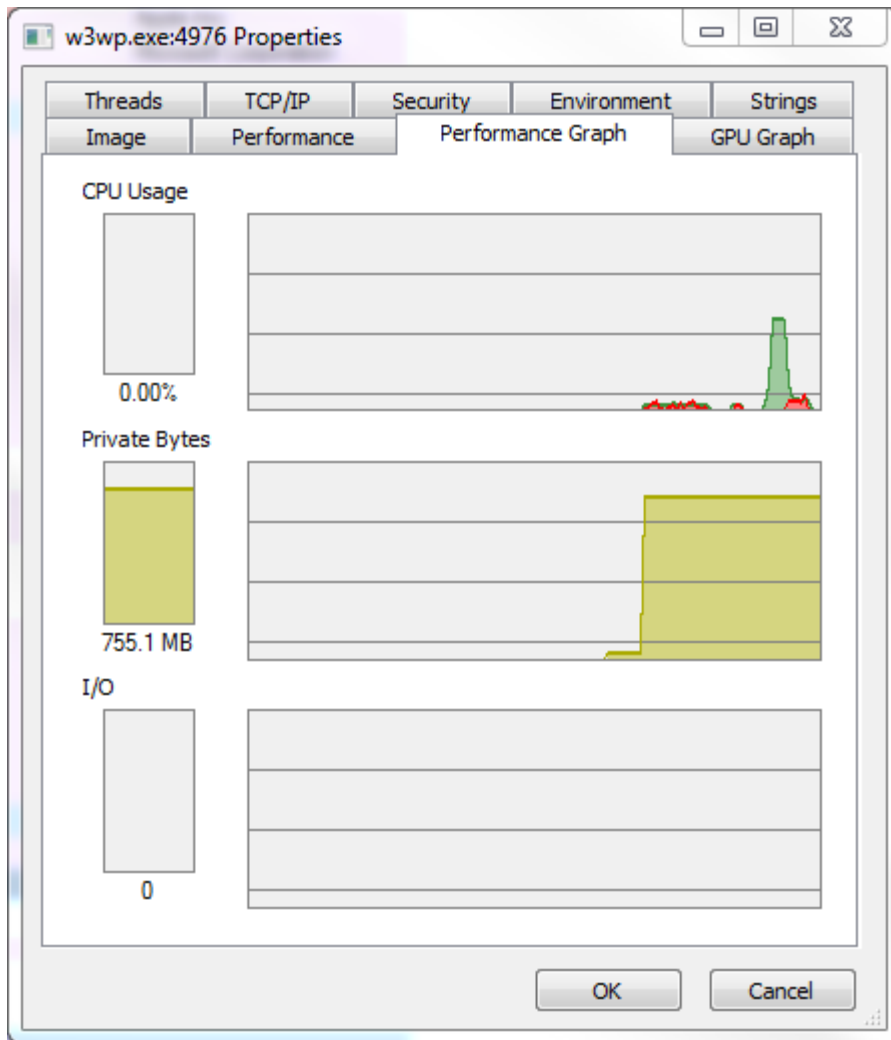 w3wp.exe:4976 Properties
Threads TCP/IP Security Environment Strings
Image Performance Performance Graph GPU Graph
CPU Usage
0.00%
Private Bytes
755.1 MB
I/O
0
OK Cancel